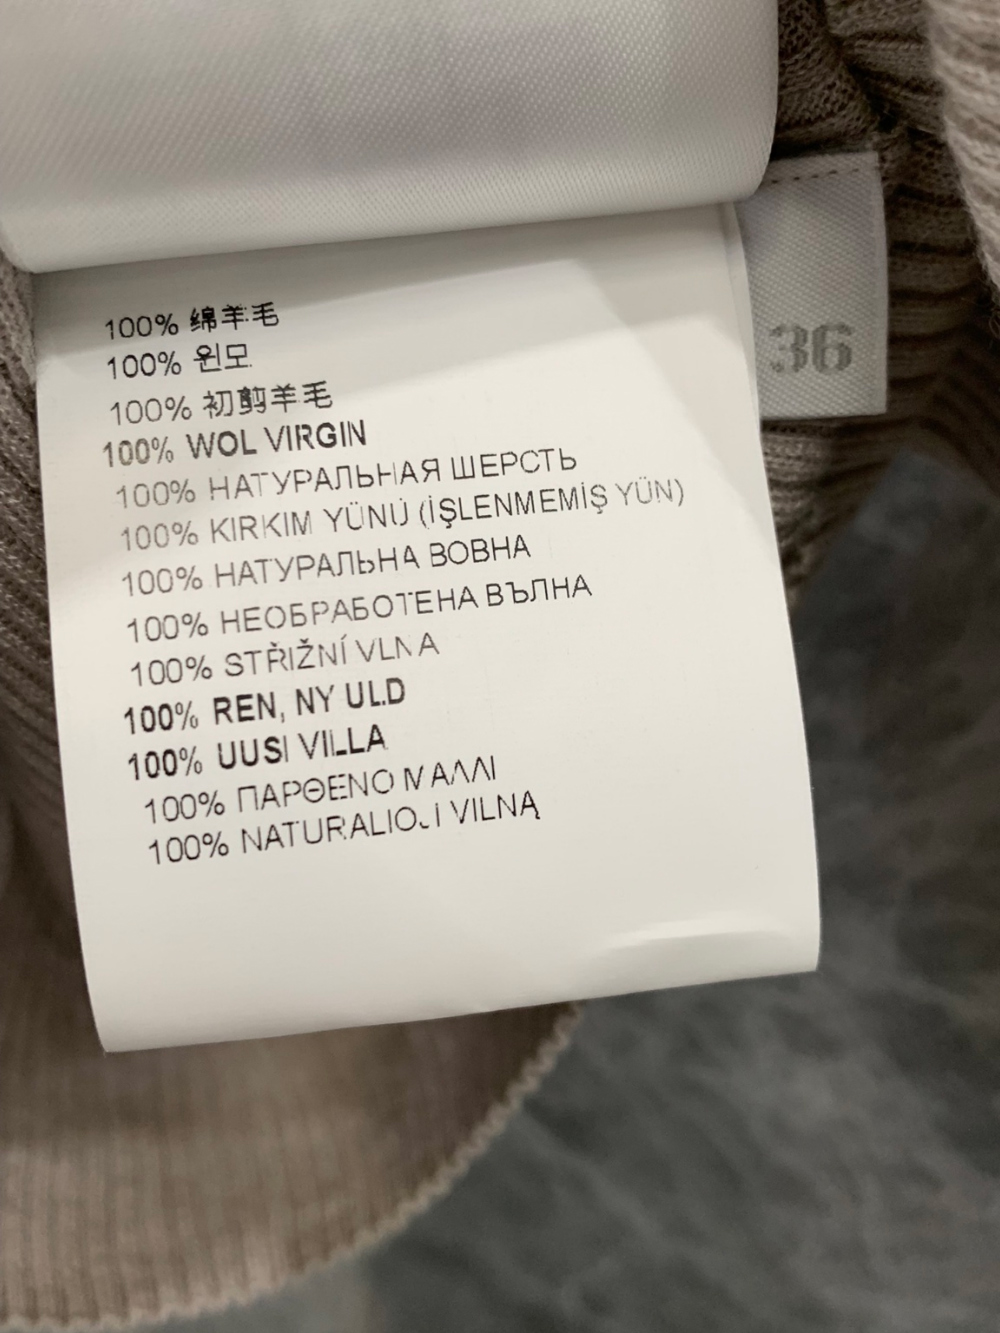 100% 绵羊毛
100% 윈모
100% 初剪羊毛
100% WOL VIRGIN
100% НАТУРАЛЬНАЯ ШЕРСТЬ
100% KIRKIM YÜNÜ (İŞLENMEMİŞ YÜN)
100% НАТУРАЛЬНА ВОВНА
100% НЕОБРАБОТЕНА ВЪЛНА
100% STŘIŽNÍ VLNA
100% REN, NY ULD
100% UUSI VILLA
100% ΠΑΡΘΕΝΟ ΜΑΛΛΙ
100% NATURALIOJI VILNĄ
36